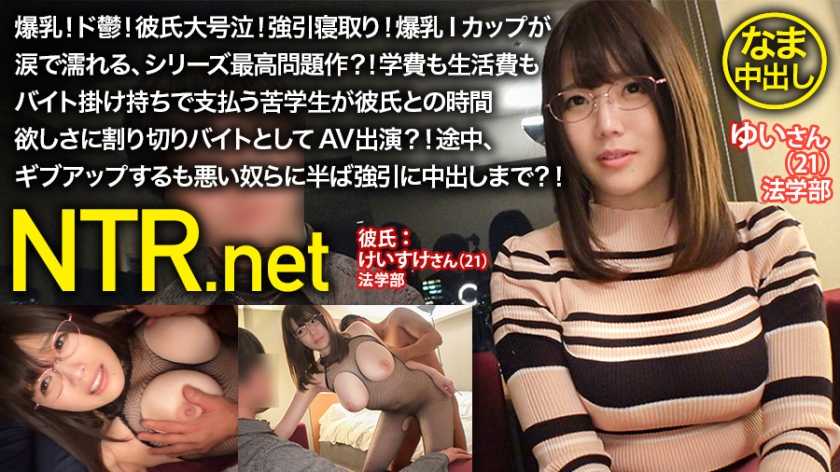 爆乳！ド鬱！彼氏大号泣！強引寝取り！爆乳Ｉカップが
涙で濡れる、シリーズ最高問題作？！学費も生活費も
バイト掛け持ちで支払う苦学生が彼氏との時間
欲しさに割り切りバイトとしてAV出演？！途中、
ギブアップするも悪い奴らに半ば強引に中出しまで？！
なま
中出し
ゆいさん
(21)
法学部
NTR.net
彼氏：
けいすけさん(21)
法学部